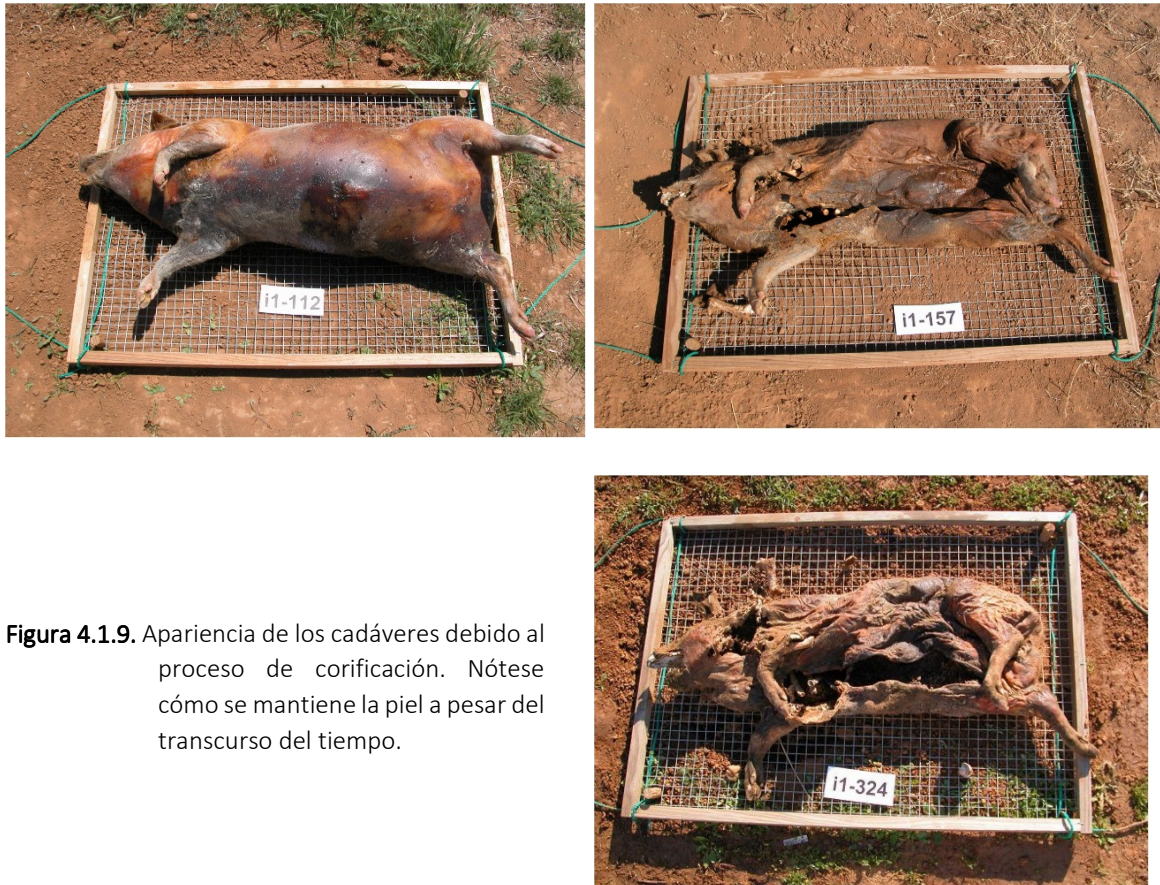 i1-112
i1-157
Figura 4.1.9. Apariencia de los cadáveres debido al
proceso de corificación. Nótese
cómo se mantiene la piel a pesar del
transcurso del tiempo.
i1-324